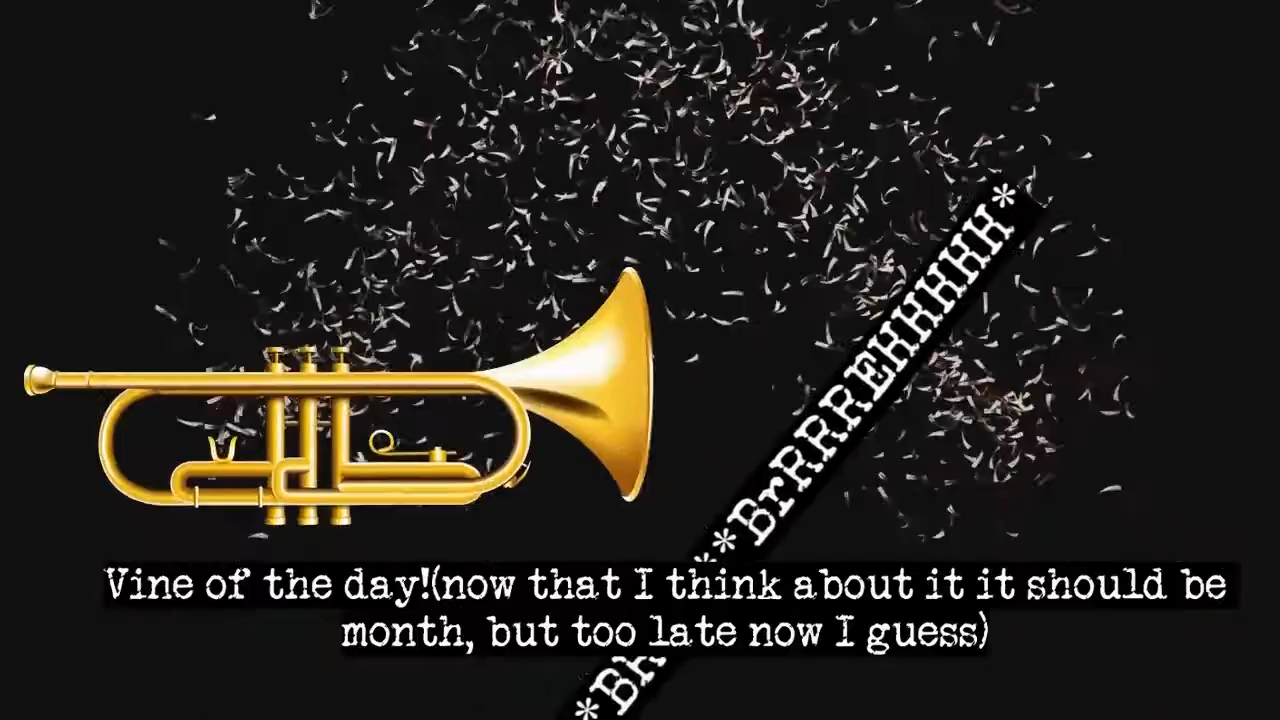 **BrRRREHHHHH*
Vine of the day!(now that I think about it it should be
month, but too late now I guess)